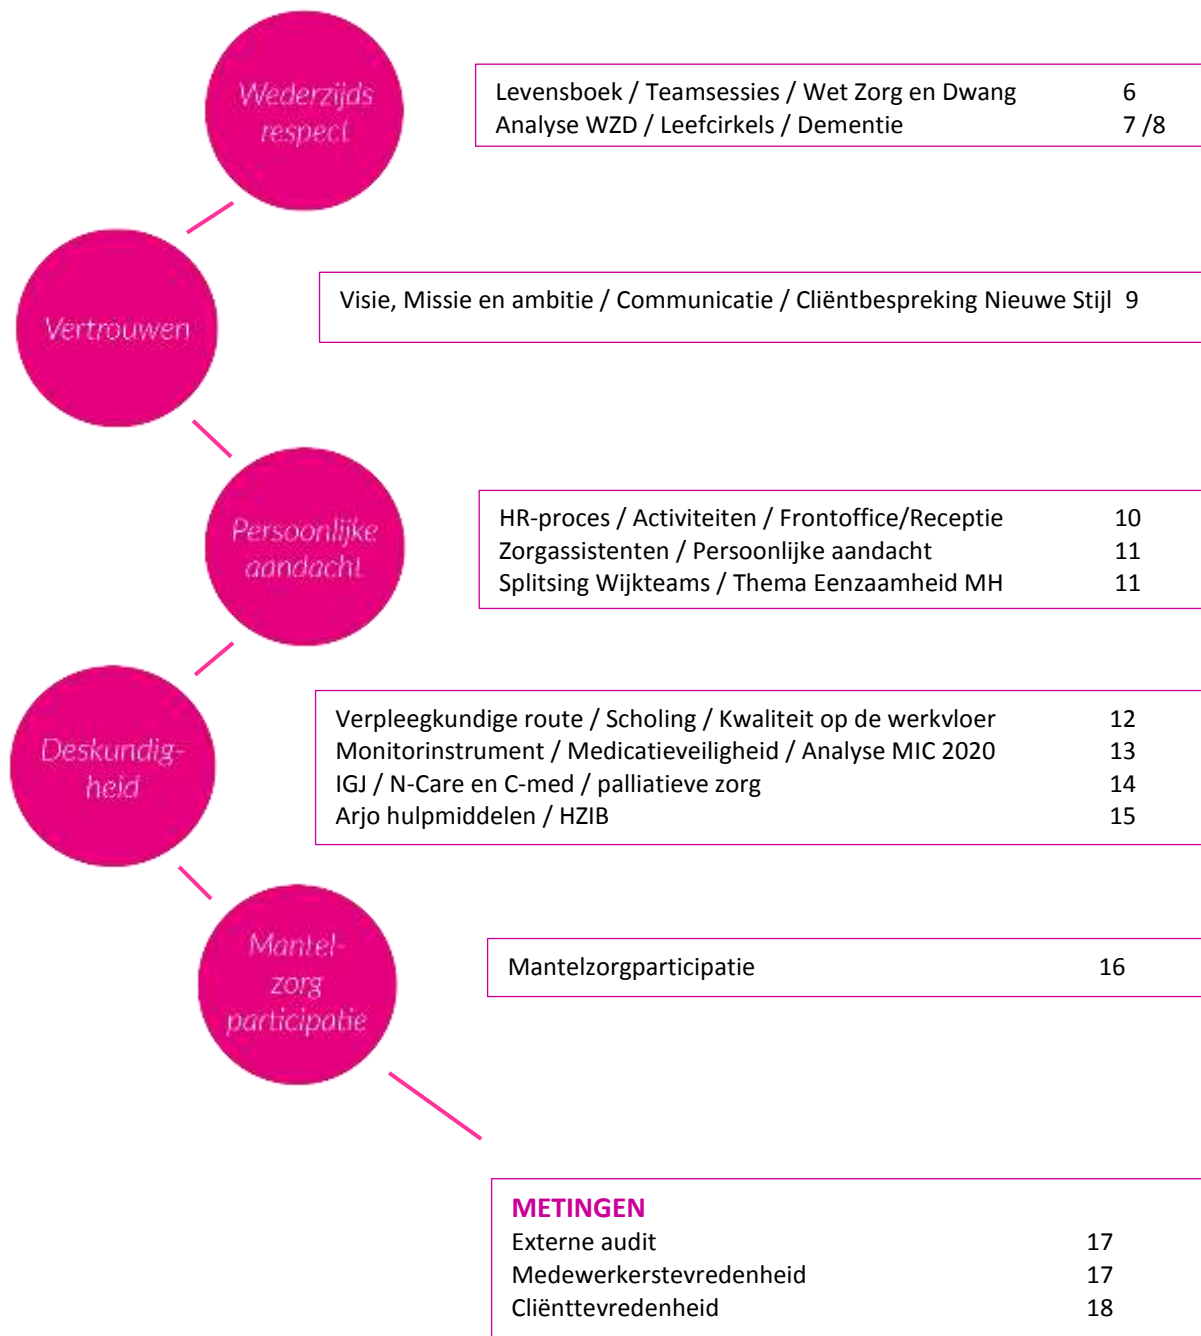 Wederzijds
respect
Levensboek / Teamsessies / Wet Zorg en Dwang 6
Analyse WZD / Leefcirkels / Dementie 7 /8
Vertrouwen
Visie, Missie en ambitie / Communicatie / Cliëntbespreking Nieuwe Stijl 9
Persoonlijke
aandacht
HR-proces / Activiteiten / Frontoffice/Receptie 10
Zorgassistenten / Persoonlijke aandacht 11
Splitsing Wijkteams / Thema Eenzaamheid MH 11
Deskundig-
heid
Verpleegkundige route / Scholing / Kwaliteit op de werkvloer 12
Monitorinstrument / Medicatieveiligheid / Analyse MIC 2020 13
IGJ / N-Care en C-med / palliatieve zorg 14
Arjo hulpmiddelen / HZIB 15
Mantel-
zorg
participatie
Mantelzorgparticipatie 16
METINGEN
Externe audit 17
Medewerkerstevredenheid 17
Cliënttevredenheid 18